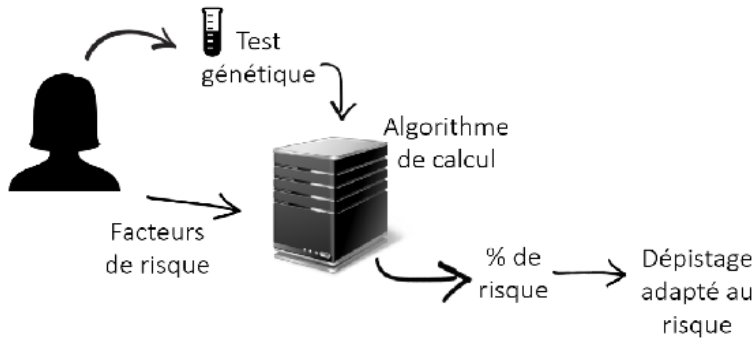 Test
génétique
Algorithme
de calcul
Facteurs
de risque
% de
risque
Dépistage
adapté au
risque